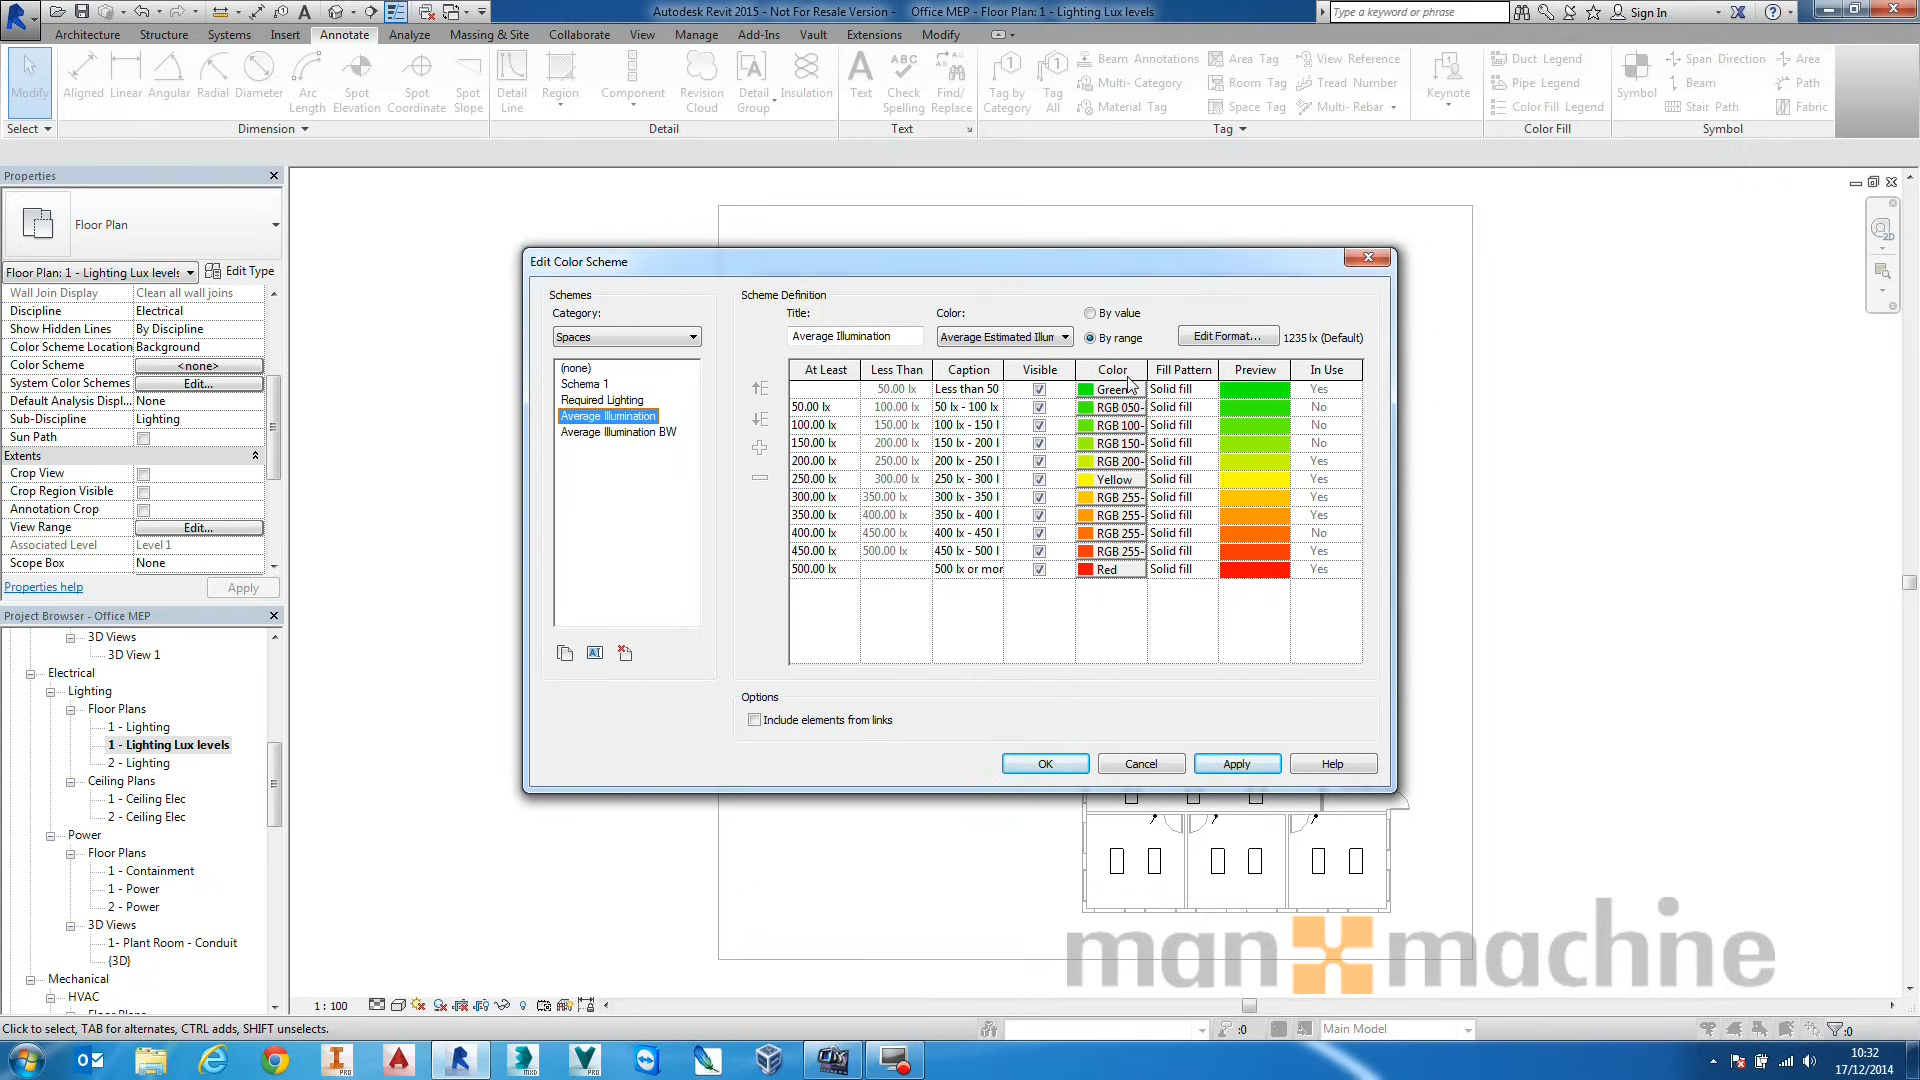 Autodesk Revit 2015 - Not For Resale Version - Office MEP - Floor Plan: 1 - Lighting Lux levels
Type a keyword or phrase
Sign In
Architecture Structure Systems Insert Annotate Analyze Massing & Site Collaborate View Manage Add-Ins Vault Extensions Modify
Modify
Aligned Linear Angular Radial Diameter Arc Length Spot Elevation Spot Coordinate Spot Slope
Detail Line Region Component Revision Cloud Detail Group Insulation
Text Check Spelling Find/ Replace
Tag by Category Tag All
Beam Annotations Area Tag View Reference
Multi- Category Room Tag Tread Number
Material Tag Space Tag Multi- Rebar
Keynote
Duct Legend
Pipe Legend
Color Fill Legend
Symbol
Span Direction Area
Beam Path
Stair Path Fabric
Select Dimension Detail Text Tag Color Fill Symbol
Properties
Floor Plan
Floor Plan: 1 - Lighting Lux levels Edit Type
Wall Join Display Clean all wall joins
Discipline Electrical
Show Hidden Lines By Discipline
Color Scheme Location Background
Color Scheme <none>
System Color Schemes Edit...
Default Analysis Displ... None
Sub-Discipline Lighting
Sun Path
Extents
Crop View
Crop Region Visible
Annotation Crop
View Range Edit...
Associated Level Level 1
Scope Box None
Properties help Apply
Project Browser - Office MEP
3D Views
3D View 1
Electrical
Lighting
Floor Plans
1 - Lighting
1 - Lighting Lux levels
2 - Lighting
Ceiling Plans
1 - Ceiling Elec
2 - Ceiling Elec
Power
Floor Plans
1 - Containment
1 - Power
2 - Power
3D Views
1- Plant Room - Conduit
{3D}
Mechanical
HVAC
Edit Color Scheme
Schemes
Category:
Spaces
(none)
Schema 1
Required Lighting
Average Illumination
Average Illumination BW
Scheme Definition
Title: Color: By value
Average Illumination Average Estimated Illum By range Edit Format... 1235 lx (Default)
At Least Less Than Caption Visible Color Fill Pattern Preview In Use
50.00 lx Less than 50 Green Solid fill Yes
50.00 lx 100.00 lx 50 lx - 100 lx RGB 050- Solid fill No
100.00 lx 150.00 lx 100 lx - 150 l RGB 100- Solid fill No
150.00 lx 200.00 lx 150 lx - 200 l RGB 150- Solid fill No
200.00 lx 250.00 lx 200 lx - 250 l RGB 200- Solid fill Yes
250.00 lx 300.00 lx 250 lx - 300 l Yellow Solid fill Yes
300.00 lx 350.00 lx 300 lx - 350 l RGB 255- Solid fill Yes
350.00 lx 400.00 lx 350 lx - 400 l RGB 255- Solid fill Yes
400.00 lx 450.00 lx 400 lx - 450 l RGB 255- Solid fill No
450.00 lx 500.00 lx 450 lx - 500 l RGB 255- Solid fill Yes
500.00 lx 500 lx or mor Red Solid fill Yes
Options
Include elements from links
OK Cancel Apply Help
man machine
1 : 100
Click to select, TAB for alternates, CTRL adds, SHIFT unselects.
:0 Main Model :0
10:32
17/12/2014